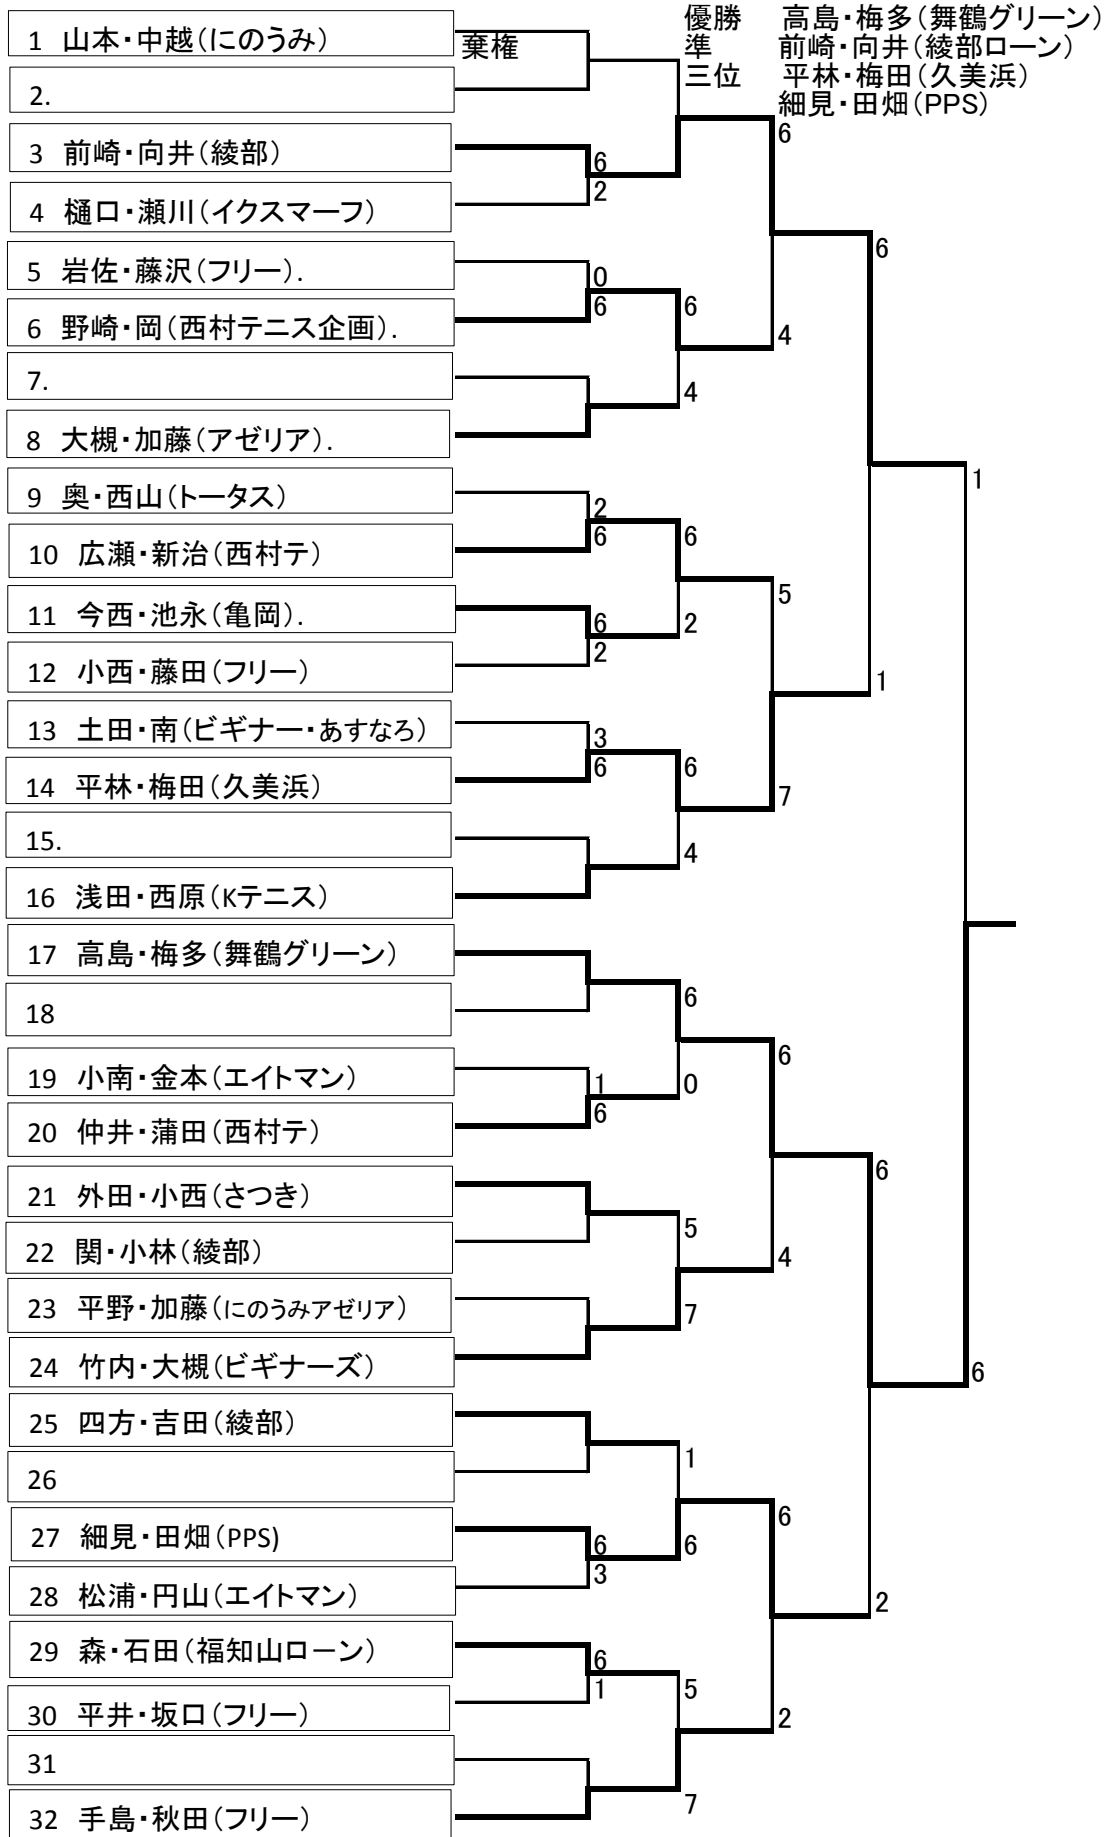 優勝 高島・梅多(舞鶴グリーン)
準 前崎・向井(綾部ローン)
三位 平林・梅田(久美浜)
細見・田畑(PPS)
1 山本・中越(にのうみ)
棄権
2.
3 前崎・向井(綾部)
6
2
4 樋口・瀬川(イクスマーフ)
6
5 岩佐・藤沢(フリー).
0
6
6 野崎・岡(西村テニス企画).
6
4
4
6
7.
8 大槻・加藤(アゼリア).
9 奥・西山(トータス)
2
6
10 広瀬・新治(西村テ)
6
2
11 今西・池永(亀岡).
6
2
12 小西・藤田(フリー)
5
7
1
1
13 土田・南(ビギナー・あすなろ)
3
6
14 平林・梅田(久美浜)
6
4
15.
16 浅田・西原(Kテニス)
17 高島・梅多(舞鶴グリーン)
18
6
0
19 小南・金本(エイトマン)
1
6
20 仲井・蒲田(西村テ)
6
4
21 外田・小西(さつき)
22 関・小林(綾部)
5
7
23 平野・加藤(にのうみアゼリア)
24 竹内・大槻(ビギナーズ)
6
2
6
25 四方・吉田(綾部)
26
1
6
27 細見・田畑(PPS)
6
3
28 松浦・円山(エイトマン)
6
2
29 森・石田(福知山ローン)
6
1
30 平井・坂口(フリー)
5
7
31
32 手島・秋田(フリー)